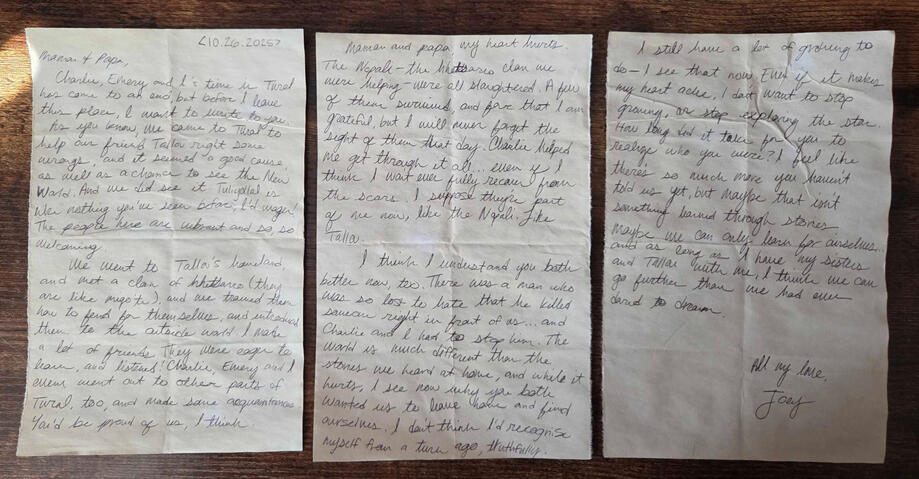 <10.26.2025>
Maman & Papa,
Charlie, Emery, and I's time in Tural
has come to an end, but before I leave
this place, I want to write to you.
As you know, we came to Tural to
help our friend Tallar right some
wrongs, and it seemed a good cause,
as well as a chance to see the New
World. And we did see it. Tuliyollal is
like nothing you've seen before, I'd wager!
The people here are vibrant and so, so
welcoming.
We went to Tallar's homeland,
and met a clan of (they
are like miqo'te), and we trained them
how to fend for themselves, and introduced
them to the outside world. I made
a lot of friends. They were eager to
learn, and listened! Charlie, Emery and I
even went out to other parts of
Tural, too, and made some acquaintances.
You'd be proud of us, I think.
Maman and papa, my heart hurts.
The - the clan we
were helping were all slaughtered. A few
of them survived, and for that I am
grateful, but I will never forget the
sight of them that day. Charlie helped
me get through it all... even if I
think I won't ever fully recover from
the scars. I suppose they're part
of me now, like the . Like
Tallar.
I think I understand you both
better now, too. There was a man who
was so lost to hate that he killed
someone right in front of us... and
Charlie and I had to stop him. The
world is much different than the
stories we heard at home, and while it
hurts, I see now why you both
wanted us to leave home and find
ourselves. I don't think I'd recognise
myself from a turn ago, truthfully.
I still have a lot of growing to
do - I see that now. Even if it makes
my heart ache, I don't want to stop
growing, or stop exploring the star.
How long did it take for you to
realize who you were? I feel like
there's so much more you haven't
told us yet, but maybe that isn't
something learned through stories.
Maybe we can only learn for ourselves...
and as long as I have my sisters
and Tallar with me, I think we can
go further than we had ever
dared to dream.
All my love,
Joey